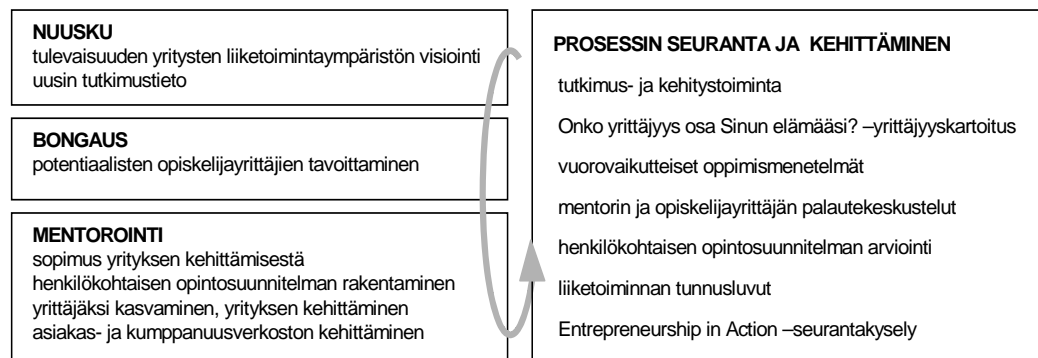 NUUSKU
tulevaisuuden yritysten liiketoimintaympäristön visiointi
uusin tutkimustieto
BONGAUS
potentiaalisten opiskelijayrittäjien tavoittaminen
MENTOROINTI
sopimus yrityksen kehittämisestä
henkilökohtaisen opintosuunnitelman rakentaminen
yrittäjäksi kasvaminen, yrityksen kehittäminen
asiakas- ja kumppanuusverkoston kehittäminen
PROSESSIN SEURANTA JA KEHITTÄMINEN
tutkimus- ja kehitystoiminta
Onko yrittäjyys osa Sinun elämääsi? –yrittäjyyskartoitus
vuorovaikutteiset oppimismenetelmät
mentorin ja opiskelijayrittäjän palautekeskustelut
henkilökohtaisen opintosuunnitelman arviointi
liiketoiminnan tunnusluvut
Entrepreneurship in Action –seurantakysely